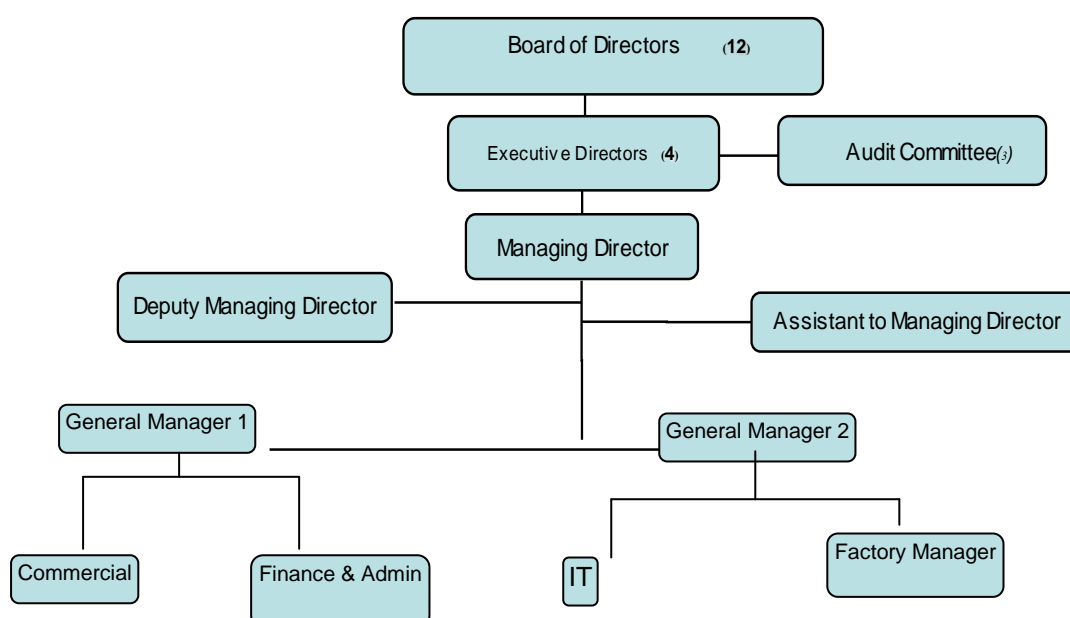 Board of Directors (12)
Executive Directors (4)
Audit Committee(3)
Managing Director
Deputy Managing Director
Assistant to Managing Director
General Manager 1
General Manager 2
Commercial
Finance & Admin
IT
Factory Manager